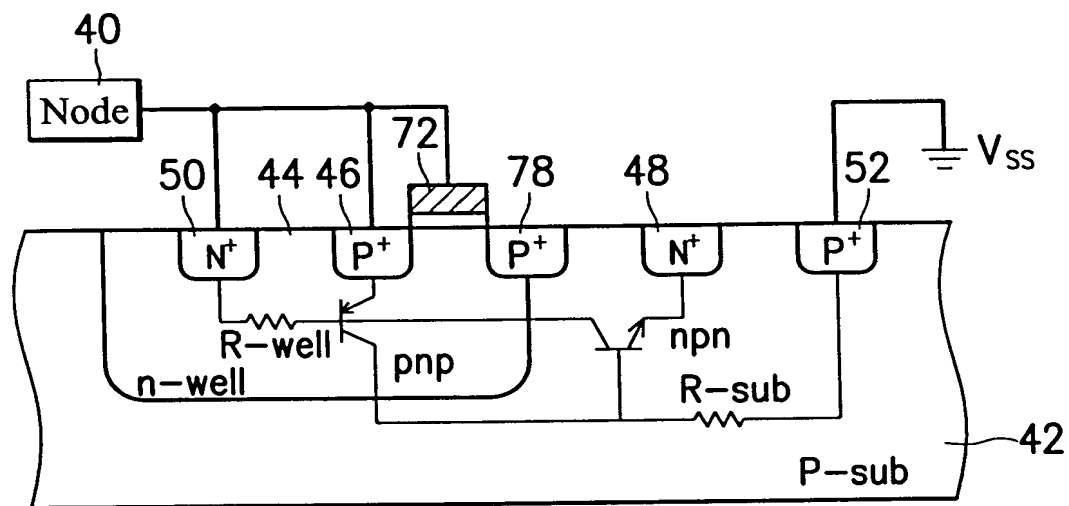 40
Node
72
V_SS
50
44
46
78
48
52
N+
P+
P+
N+
P+
R-well
pnp
npn
n-well
R-sub
42
P-sub